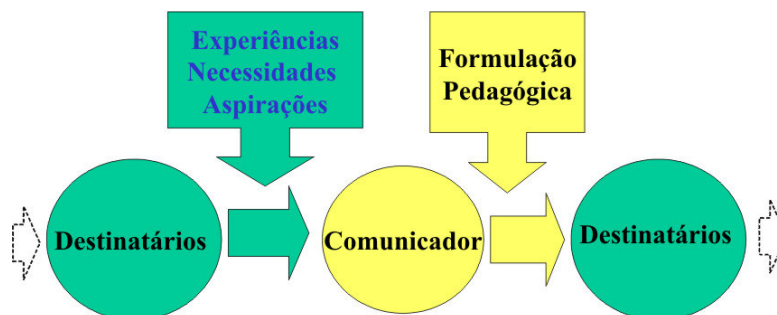 Experiências
Necessidades
Aspirações
Formulação
Pedagógica
Destinatários
Comunicador
Destinatários